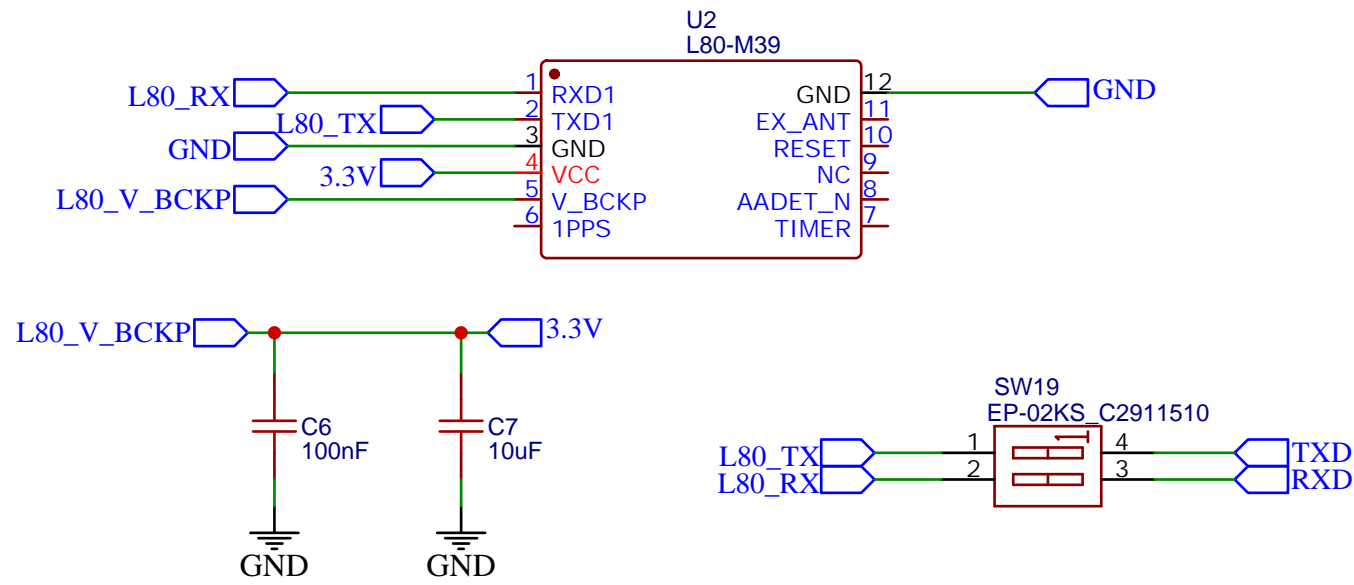 U2
L80-M39
L80_RX 1 RXD1 GND 12 GND
L80_TX 2 TXD1 EX_ANT 11
GND 3 GND RESET 10
3.3V 4 VCC NC 9
L80_V_BCKP 5 V_BCKP AADET_N 8
6 1PPS TIMER 7
L80_V_BCKP 3.3V
C6
100nF
C7
10uF
GND
GND
SW19
EP-02KS_C2911510
1
L80_TX 1 4 TXD
L80_RX 2 3 RXD